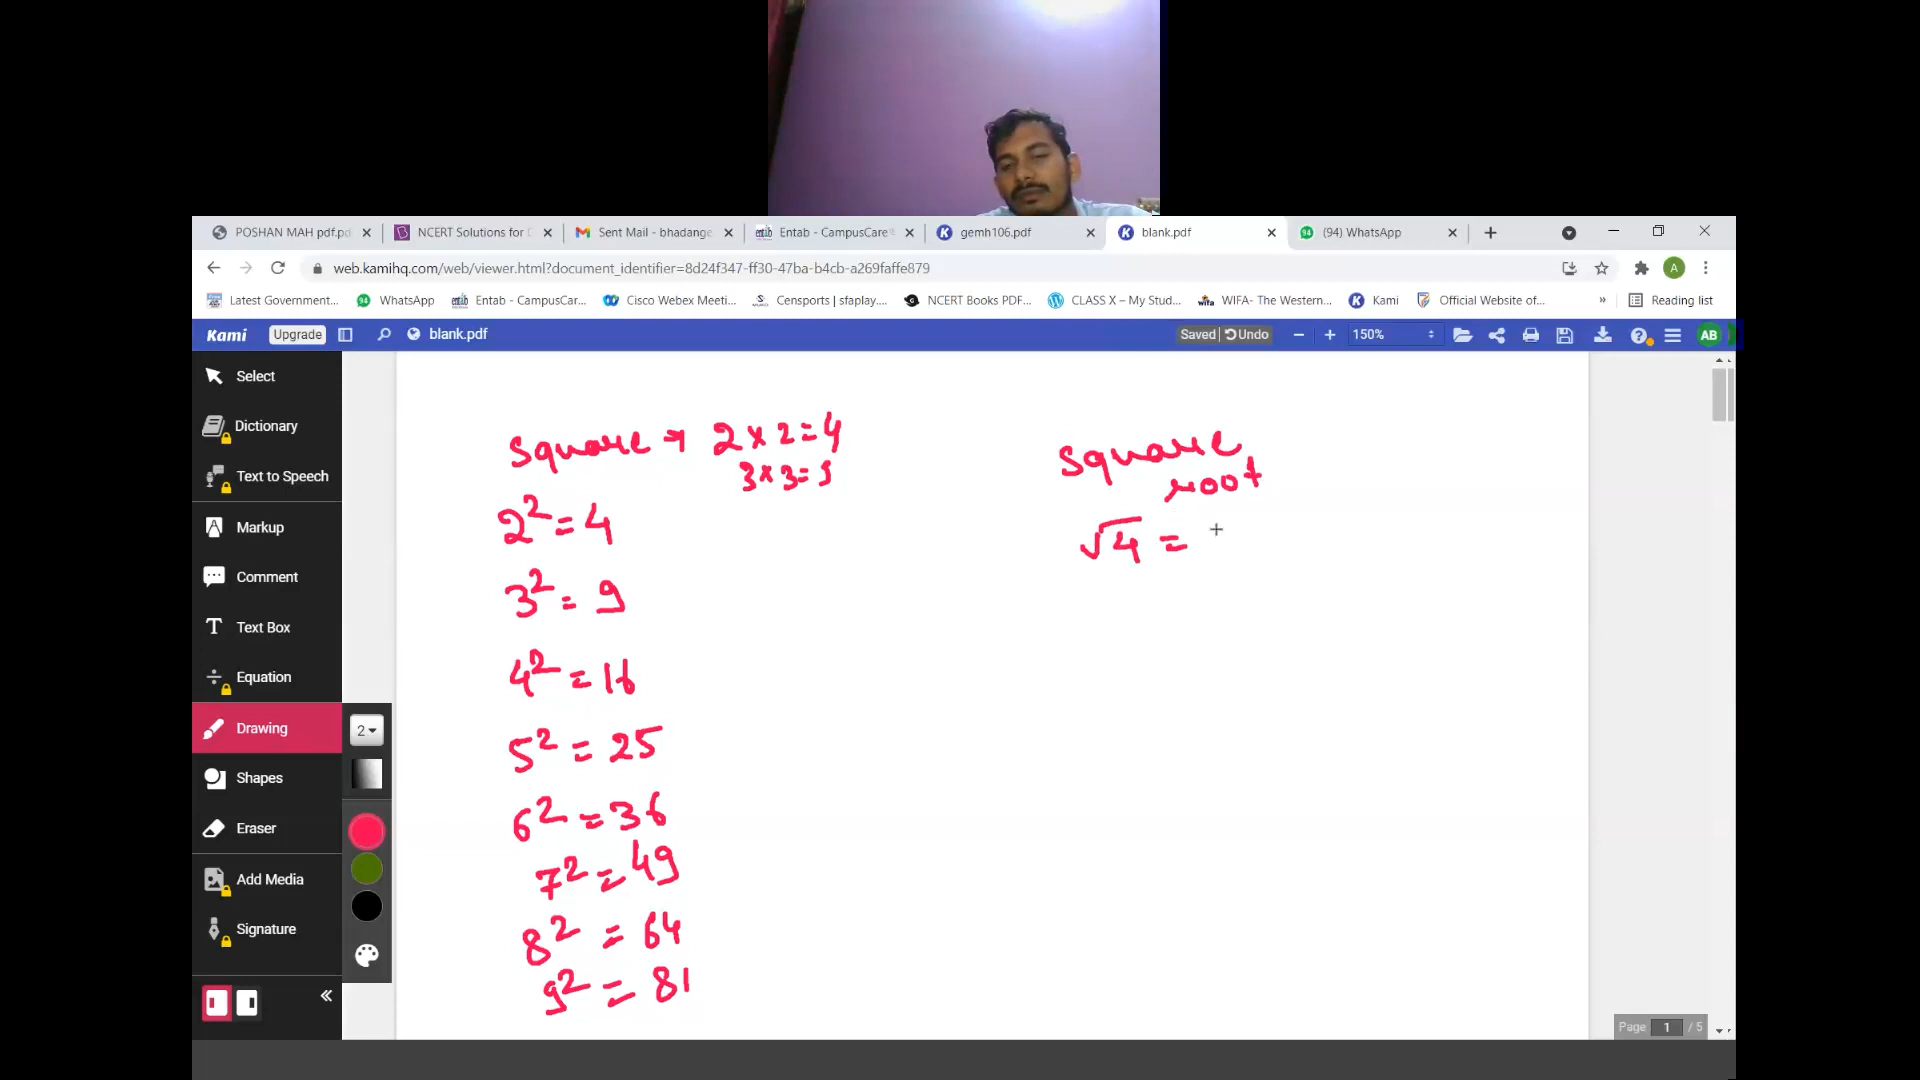 POSHAN MAH pdf.pd
NCERT Solutions for
Sent Mail - bhadange
Entab - CampusCare
gemh106.pdf
blank.pdf
(94) WhatsApp
web.kamihq.com/web/viewer.html?document_identifier=8d24f347-ff30-47ba-b4cb-a269faffe879
A
Latest Government...
WhatsApp
Entab - CampusCar...
Cisco Webex Meeti...
Censports | sfaplay....
NCERT Books PDF...
CLASS X – My Stud...
WIFA- The Western...
Kami
Official Website of...
»
Reading list
Kami
Upgrade
blank.pdf
Saved
Undo
150%
AB
Select
Dictionary
Text to Speech
Markup
Comment
Text Box
Equation
Drawing
Shapes
Eraser
Add Media
Signature
2
Square → 2 × 2 = 4
3 × 3 = 9
2² = 4
3² = 9
4² = 16
5² = 25
6² = 36
7² = 49
8² = 64
9² = 81
Square
root
√4 =
Page 1 / 5